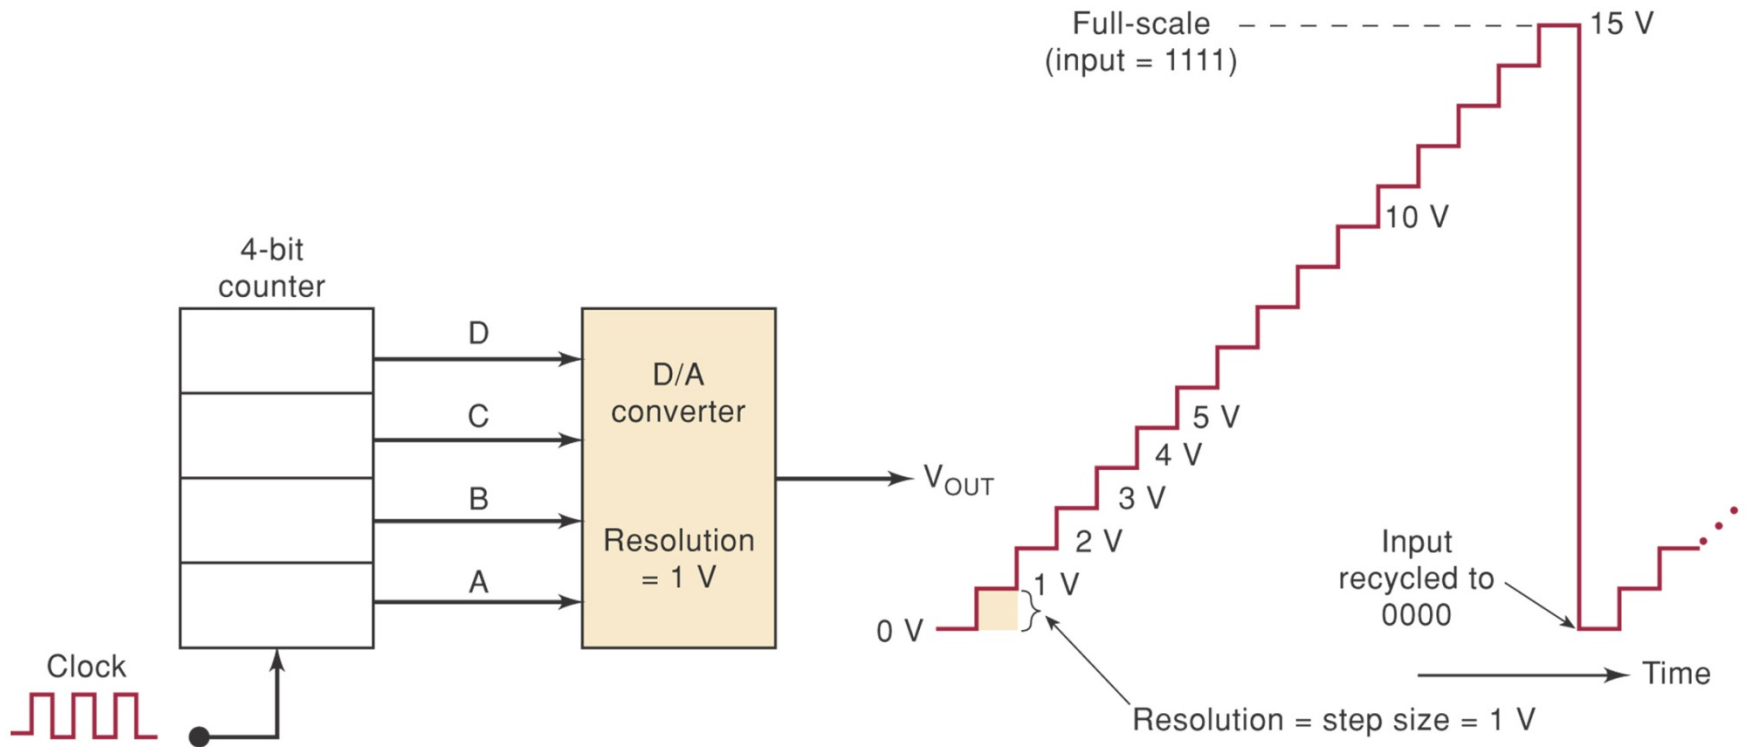 4-bit
counter
D
C
B
A
D/A
converter
Resolution
= 1 V
V_OUT
Clock
Full-scale
(input = 1111)
15 V
10 V
5 V
4 V
3 V
2 V
1 V
0 V
Input
recycled to
0000
Time
Resolution = step size = 1 V